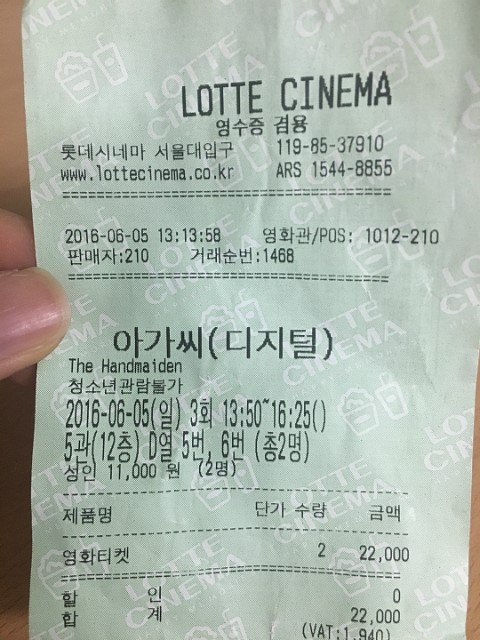 LOTTE CINEMA
영수증 겸용
롯데시네마 서울대입구 119-85-37910
www.lottecinema.co.kr ARS 1544-8855
2016-06-05 13:13:58 영화관/POS: 1012-210
판매자:210 거래순번:1468
아가씨(디지털)
The Handmaiden
청소년관람불가
2016-06-05(일) 3회 13:50~16:25()
5관(12층) D열 5번, 6번 (총2명)
성인 11,000 원 (2명)
제품명 단가 수량 금액
영화티켓 2 22,000
할 인 0
합 계 22,000
(VAT:1,940)